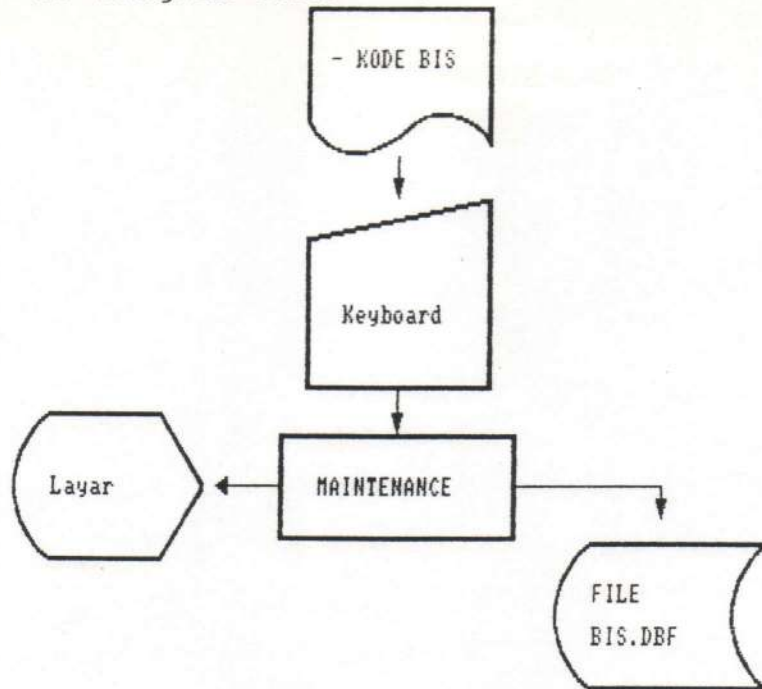 - KODE BIS
Keyboard
Layar
MAINTENANCE
FILE
BIS.DBF